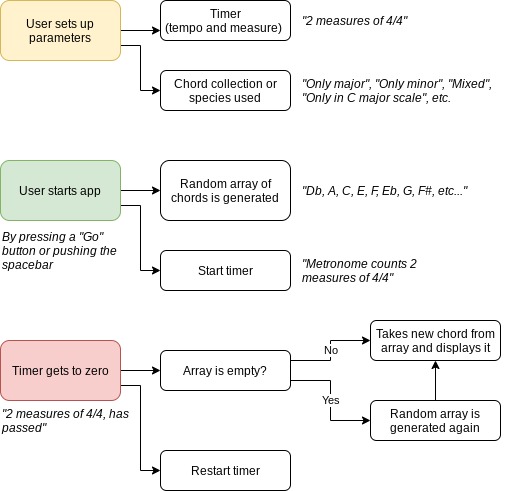 User sets up
parameters
Timer
(tempo and measure)
"2 measures of 4/4"
Chord collection or
species used
"Only major", "Only minor", "Mixed",
"Only in C major scale", etc.
User starts app
Random array of
chords is generated
"Db, A, C, E, F, Eb, G, F#, etc..."
By pressing a "Go"
button or pushing the
spacebar
Start timer
"Metronome counts 2
measures of 4/4"
Timer gets to zero
Array is empty?
No
Takes new chord from
array and displays it
Yes
Random array is
generated again
"2 measures of 4/4, has
passed"
Restart timer